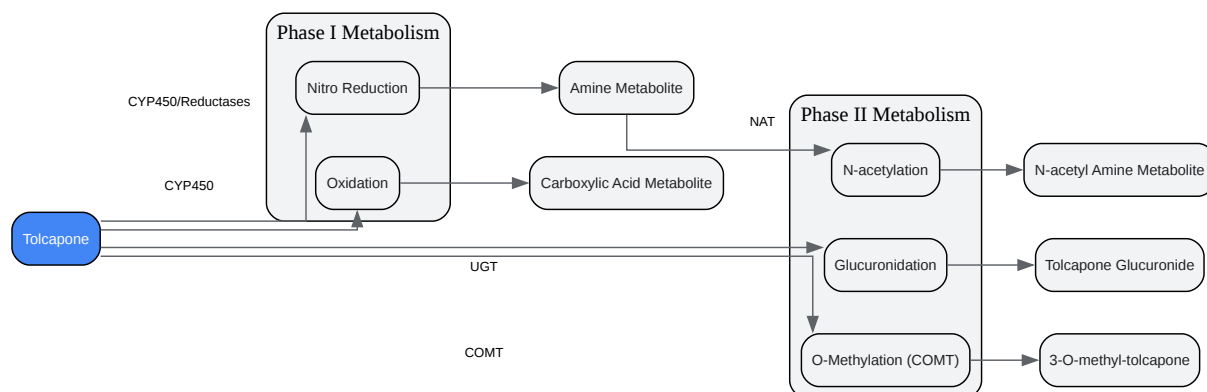 Phase I Metabolism
Nitro Reduction
Amine Metabolite
CYP450/Reductases
Phase II Metabolism
NAT
N-acetylation
N-acetyl Amine Metabolite
Oxidation
Carboxylic Acid Metabolite
CYP450
Tolcapone
Glucuronidation
Tolcapone Glucuronide
UGT
COMT
O-Methylation (COMT)
3-O-methyl-tolcapone